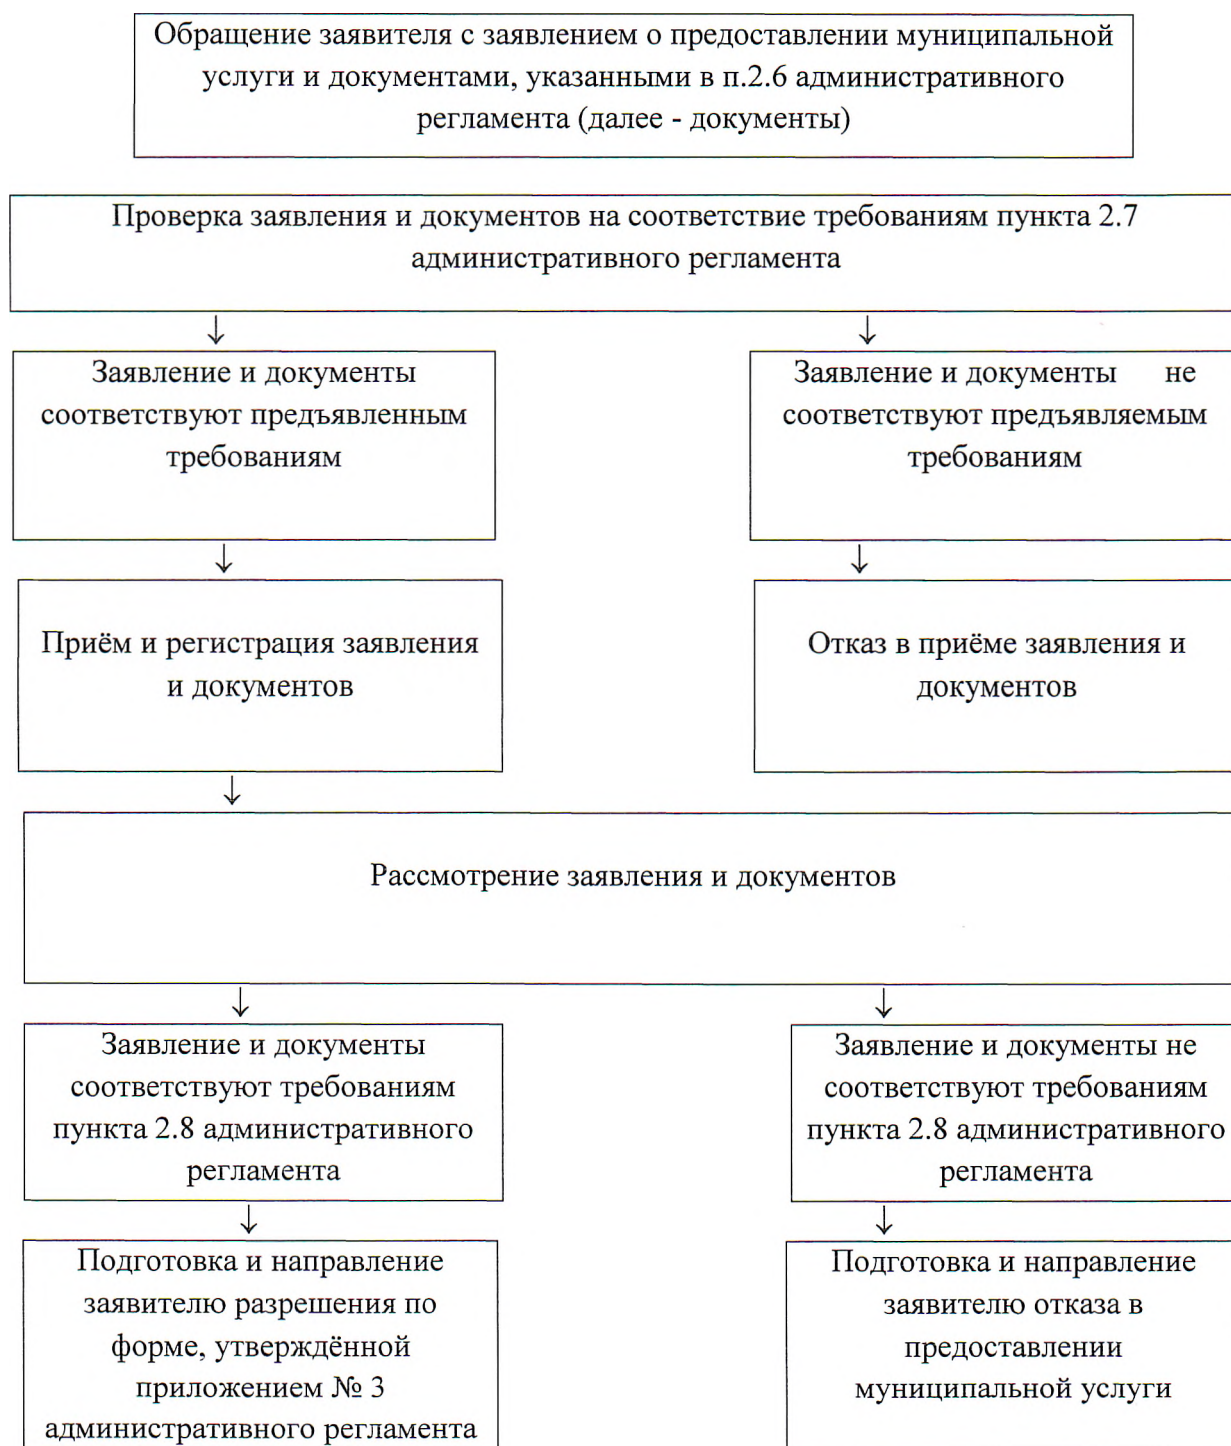 Обращение заявителя с заявлением о предоставлении муниципальной
услуги и документами, указанными в п.2.6 административного
регламента (далее - документы)
Проверка заявления и документов на соответствие требованиям пункта 2.7
административного регламента
↓
↓
Заявление и документы
соответствуют предъявленным
требованиям
Заявление и документы не
соответствуют предъявляемым
требованиям
↓
↓
Приём и регистрация заявления
и документов
Отказ в приёме заявления и
документов
↓
Рассмотрение заявления и документов
↓
↓
Заявление и документы
соответствуют требованиям
пункта 2.8 административного
регламента
Заявление и документы не
соответствуют требованиям
пункта 2.8 административного
регламента
↓
↓
Подготовка и направление
заявителю разрешения по
форме, утверждённой
приложением № 3
административного регламента
Подготовка и направление
заявителю отказа в
предоставлении
муниципальной услуги